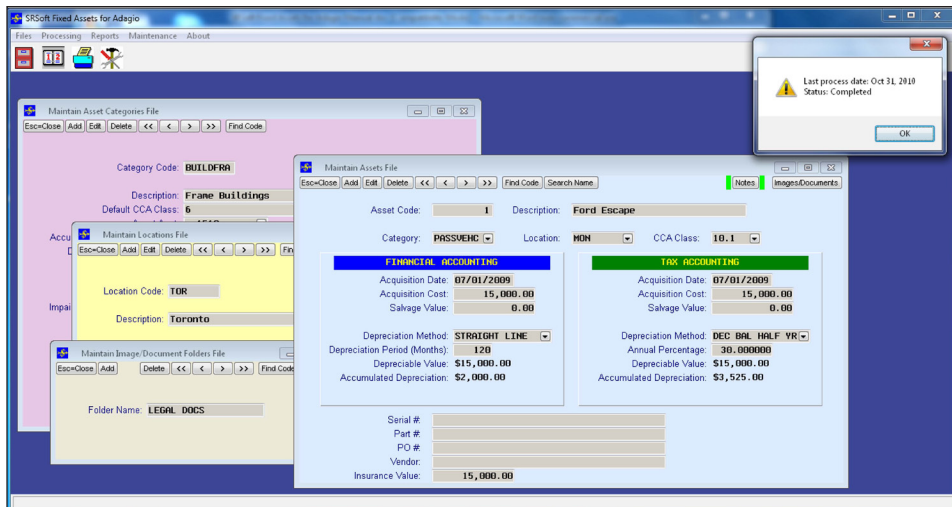 SRSoft Fixed Assets for Adagio
Files Processing Reports Maintenance About
Last process date: Oct 31, 2010
Status: Completed
OK
Maintain Asset Categories File
Esc=Close Add Edit Delete << < > >> Find Code
Category Code: BUILDFRA
Description: Frame Buildings
Default CCA Class: 6
Accu
Impai
Maintain Locations File
Esc=Close Add Edit Delete << < > >> Fin
Location Code: TOR
Description: Toronto
Maintain Image/Document Folders File
Esc=Close Add Delete << < > >> Find Code
Folder Name: LEGAL DOCS
Maintain Assets File
Esc=Close Add Edit Delete << < > >> Find Code Search Name Notes Images/Documents
Asset Code: 1 Description: Ford Escape
Category: PASSVEHC Location: MON CCA Class: 10.1
FINANCIAL ACCOUNTING
Acquisition Date: 07/01/2009
Acquisition Cost: 15,000.00
Salvage Value: 0.00
Depreciation Method: STRAIGHT LINE
Depreciation Period (Months): 120
Depreciable Value: $15,000.00
Accumulated Depreciation: $2,000.00
TAX ACCOUNTING
Acquisition Date: 07/01/2009
Acquisition Cost: 15,000.00
Salvage Value: 0.00
Depreciation Method: DEC BAL HALF YR
Annual Percentage: 30.000000
Depreciable Value: $15,000.00
Accumulated Depreciation: $3,525.00
Serial #:
Part #:
PO #:
Vendor:
Insurance Value: 15,000.00